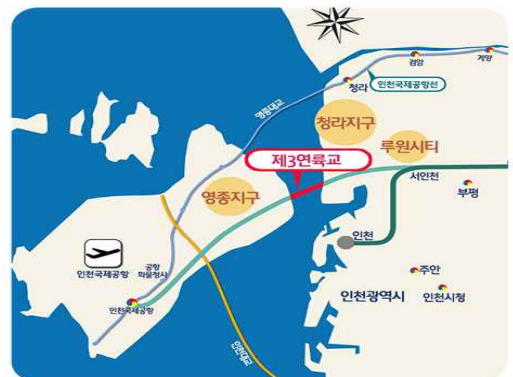 검암
계양
인천국제공항선
청라
영종대교
청라지구
루원시티
제3연륙교
서인천
영종지구
부평
인천
인천국제공항
공항
화물청사
주안
인천광역시
인천시청
인천국제공항
인천대교